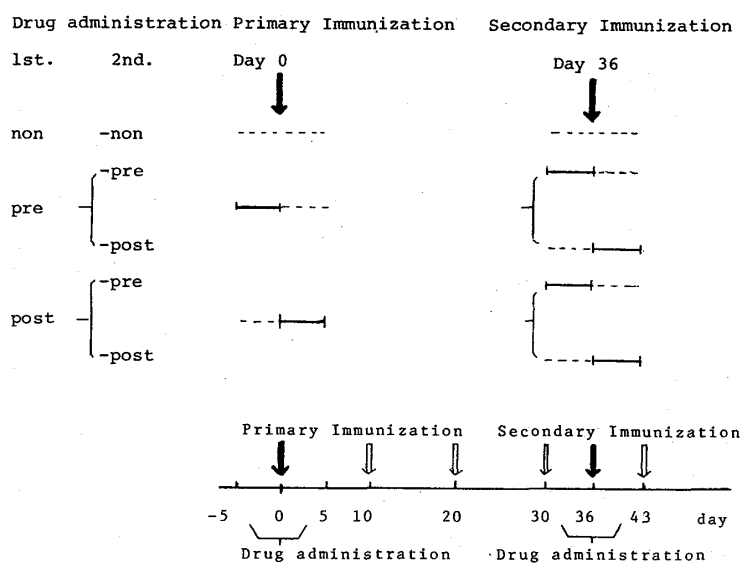 Drug administration Primary Immunization Secondary Immunization
1st. 2nd. Day 0 Day 36
non -non
-pre
pre
-post
-pre
post
-post
Primary Immunization Secondary Immunization
-5 0 5 10 20 30 36 43 day
Drug administration Drug administration